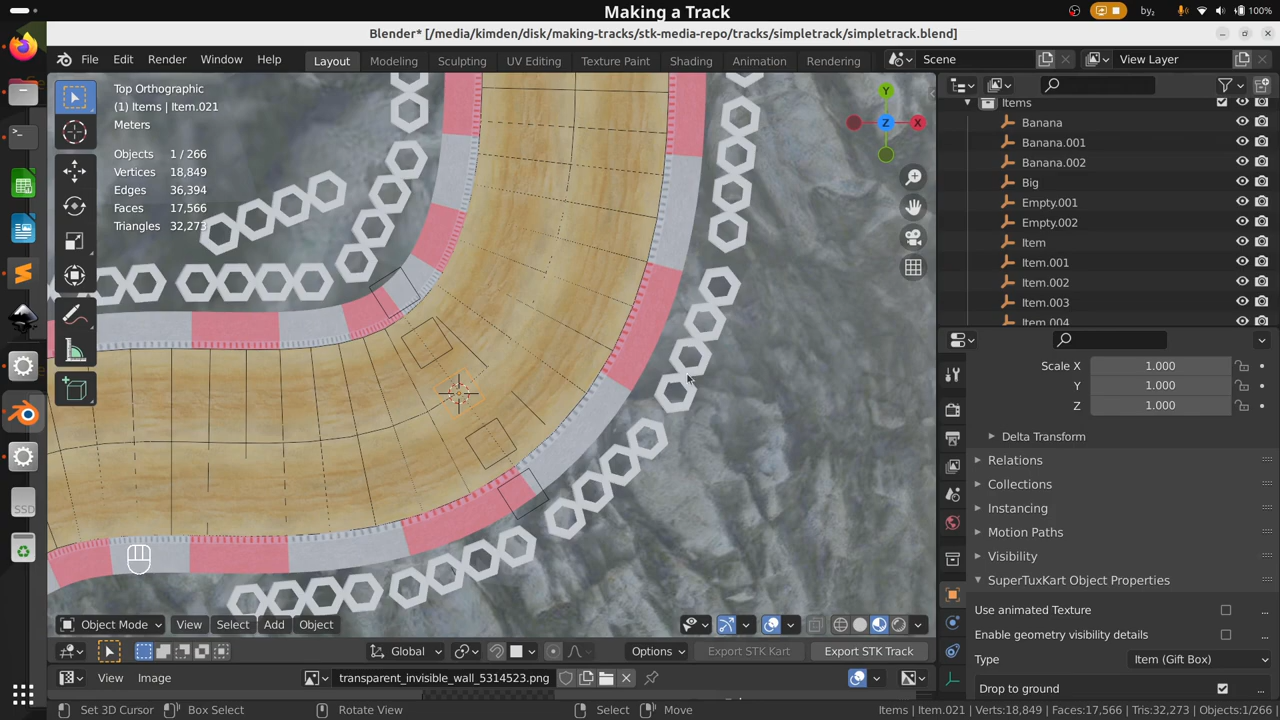 Making a Track
by₂
100%
Blender* [/media/kimden/disk/making-tracks/stk-media-repo/tracks/simpletrack/simpletrack.blend]
File Edit Render Window Help Layout Modeling Sculpting UV Editing Texture Paint Shading Animation Rendering Scene View Layer
Top Orthographic
(1) Items | Item.021
Meters
Objects 1 / 266
Vertices 18,849
Edges 36,394
Faces 17,566
Triangles 32,273
Y
X
Z
Items
Banana
Banana.001
Banana.002
Big
Empty.001
Empty.002
Item
Item.001
Item.002
Item.003
Item.004
Scale X 1.000
Y 1.000
Z 1.000
Delta Transform
Relations
Collections
Instancing
Motion Paths
Visibility
SuperTuxKart Object Properties
Use animated Texture ...
Enable geometry visibility details ...
Type Item (Gift Box)
Drop to ground ...
SSD
Object Mode View Select Add Object
Global Options Export STK Kart Export STK Track
View Image transparent_invisible_wall_5314523.png
Set 3D Cursor Box Select Rotate View Select Move Items | Item.021 | Verts:18,849 | Faces:17,566 | Tris:32,273 | Objects:1/266